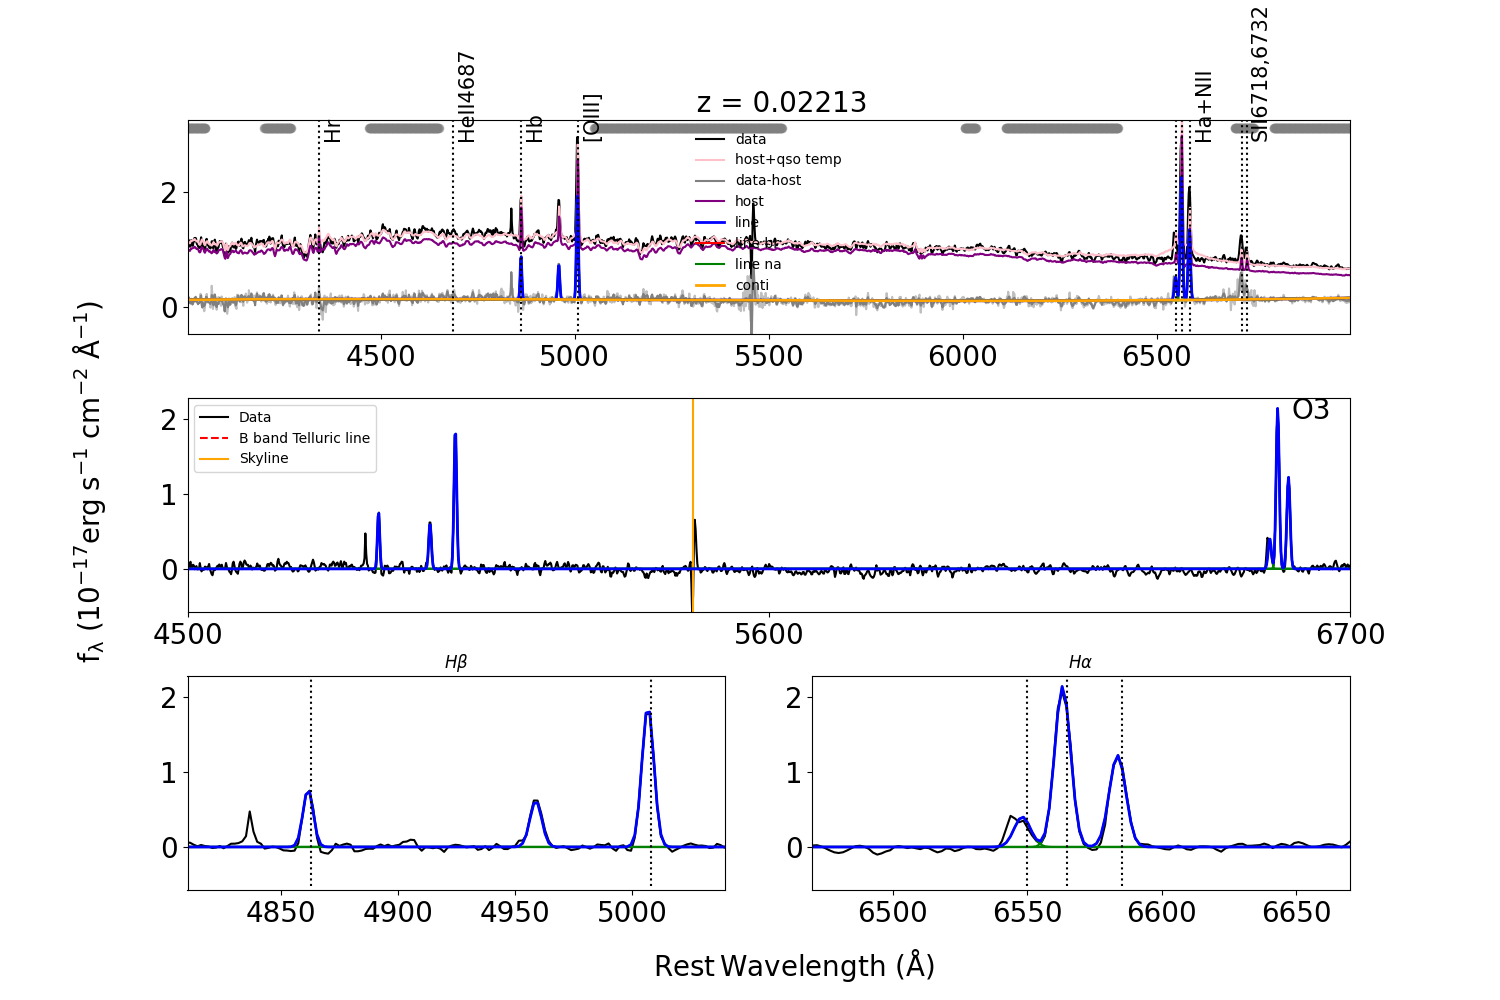 Hr
HeII4687
Hb
[OIII]
Ha+NII
SII6718,6732
z = 0.02213
data
host+qso temp
data-host
host
line
line br
line na
conti
2
0
4500 5000 5500 6000 6500
O3
Data
B band Telluric line
Skyline
2
1
0
4500 5600 6700
fλ (10⁻¹⁷erg s⁻¹ cm⁻² Å⁻¹)
Hβ
2
1
0
4850 4900 4950 5000
Hα
2
1
0
6500 6550 6600 6650
Rest Wavelength (Å)